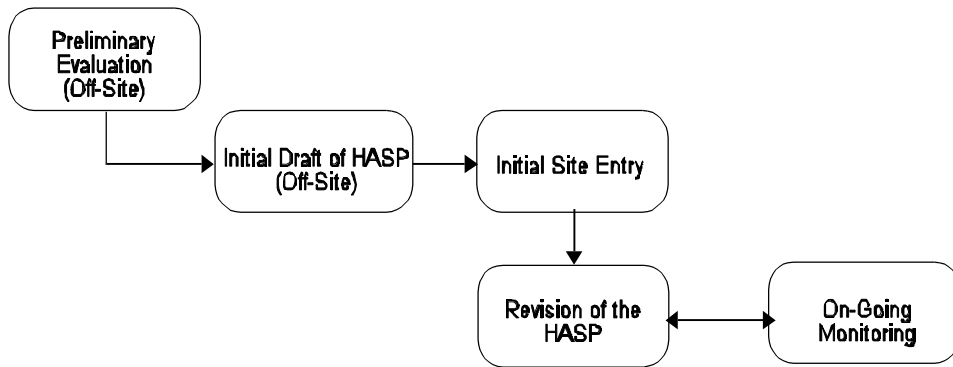 Preliminary
Evaluation
(Off-Site)
Initial Draft of HASP
(Off-Site)
Initial Site Entry
Revision of the
HASP
On-Going
Monitoring